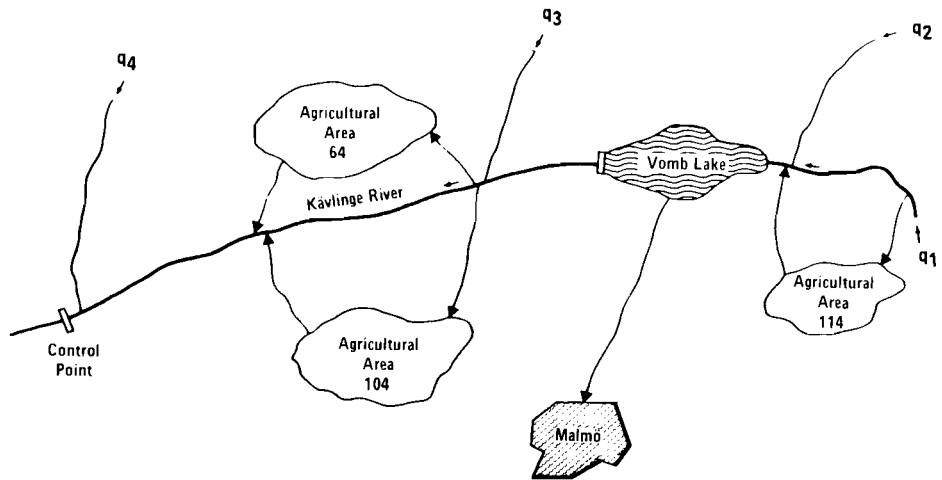 q3
q2
q4
Agricultural
Area
64
Vomb Lake
Kävlinge River
q1
Agricultural
Area
114
Agricultural
Area
104
Control
Point
Malmö